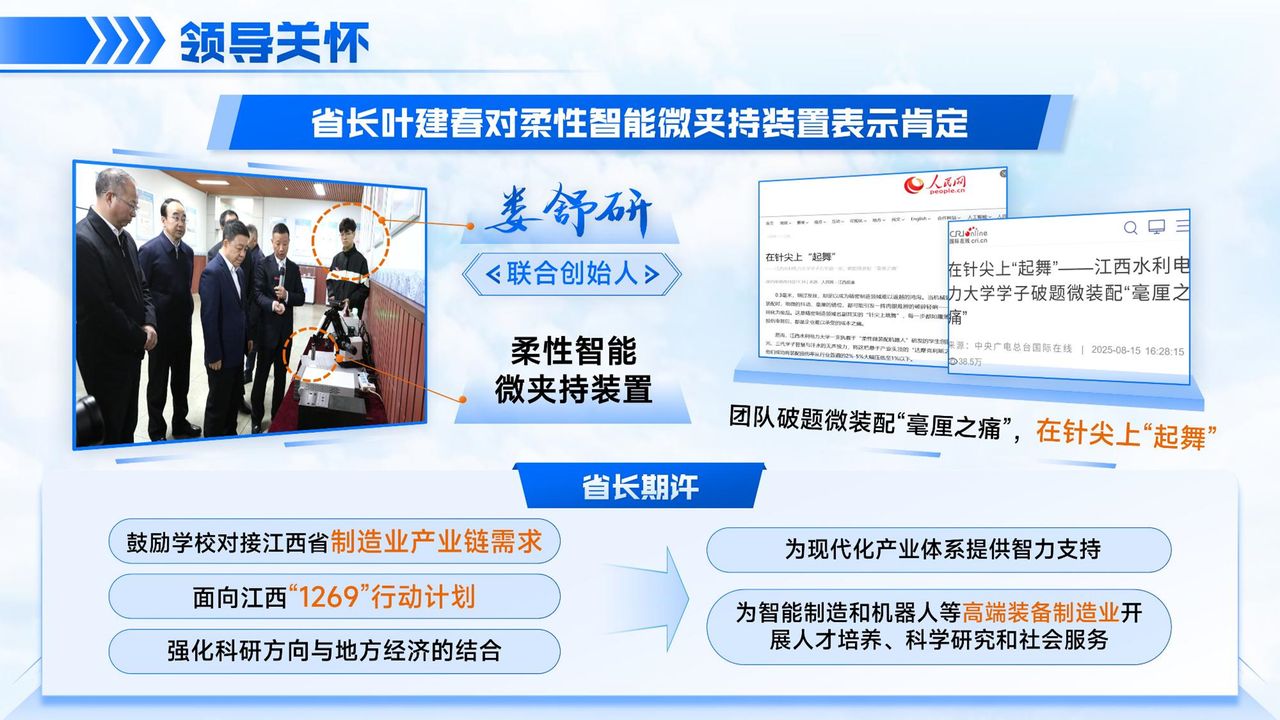 领导关怀
省长叶建春对柔性智能微夹持装置表示肯定
娄舒研
联合创始人
柔性智能
微夹持装置
人民网
people.cn
在针尖上“起舞”
CRI Online
国际在线 cri.cn
在针尖上“起舞”——江西水利电
力大学学子破题微装配“毫厘之
痛”
来源：中央广电总台国际在线 | 2025-08-15 16:28:15
38.5万
团队破题微装配“毫厘之痛”，在针尖上“起舞”
省长期许
鼓励学校对接江西省制造业产业链需求
面向江西“1269”行动计划
强化科研方向与地方经济的结合
为现代化产业体系提供智力支持
为智能制造和机器人等高端装备制造业开
展人才培养、科学研究和社会服务